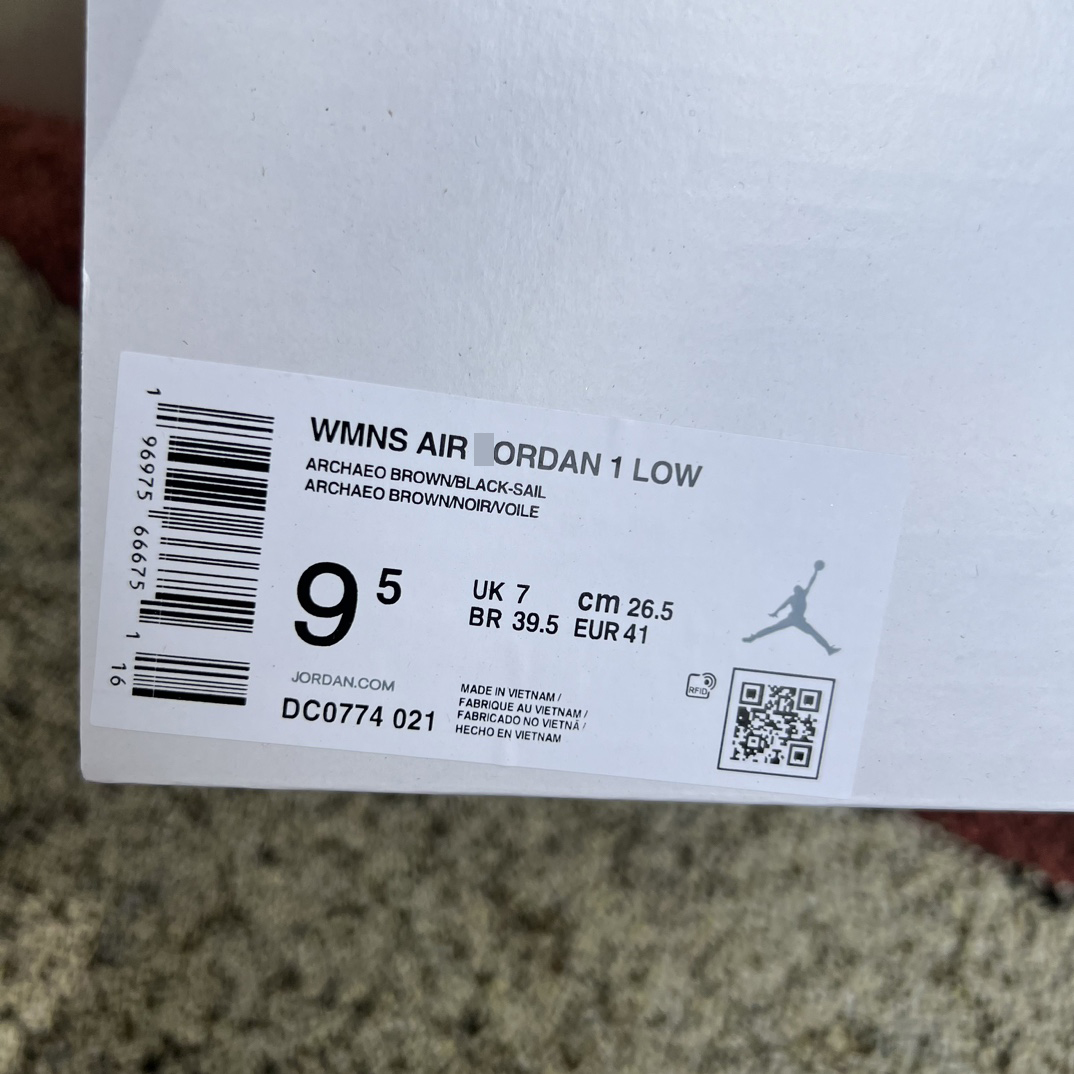 WMNS AIR ORDAN 1 LOW
ARCHAEO BROWN/BLACK-SAIL
ARCHAEO BROWN/NOIR/VOILE
9 5
UK 7 cm 26.5
BR 39.5 EUR 41
JORDAN.COM
DC0774 021
MADE IN VIETNAM /
FABRIQUE AU VIETNAM /
FABRICADO NO VIETNÃ /
HECHO EN VIETNAM
RFID
1 96975 66675 1 16